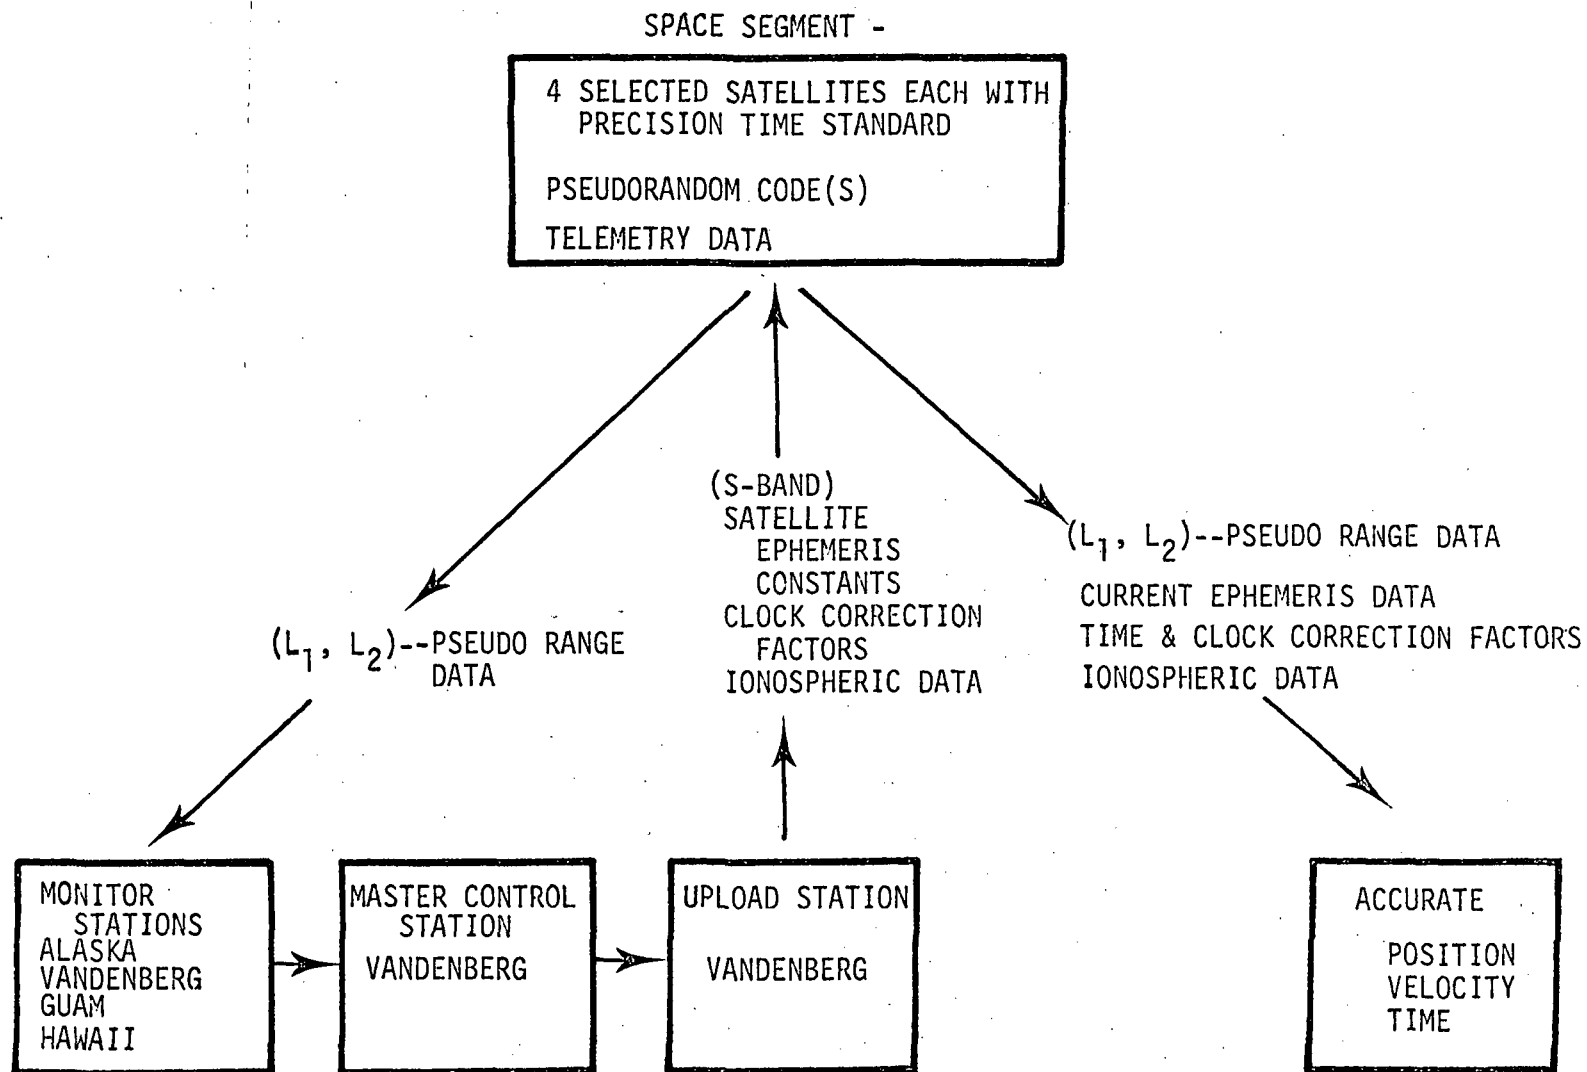 SPACE SEGMENT -
4 SELECTED SATELLITES EACH WITH
PRECISION TIME STANDARD
PSEUDORANDOM CODE(S)
TELEMETRY DATA
(S-BAND)
SATELLITE
EPHEMERIS
CONSTANTS
CLOCK CORRECTION
FACTORS
IONOSPHERIC DATA
(L1, L2)--PSEUDO RANGE DATA
CURRENT EPHEMERIS DATA
TIME & CLOCK CORRECTION FACTORS
IONOSPHERIC DATA
(L1, L2)--PSEUDO RANGE
DATA
MONITOR
STATIONS
ALASKA
VANDENBERG
GUAM
HAWAII
MASTER CONTROL
STATION
VANDENBERG
UPLOAD STATION
VANDENBERG
ACCURATE
POSITION
VELOCITY
TIME